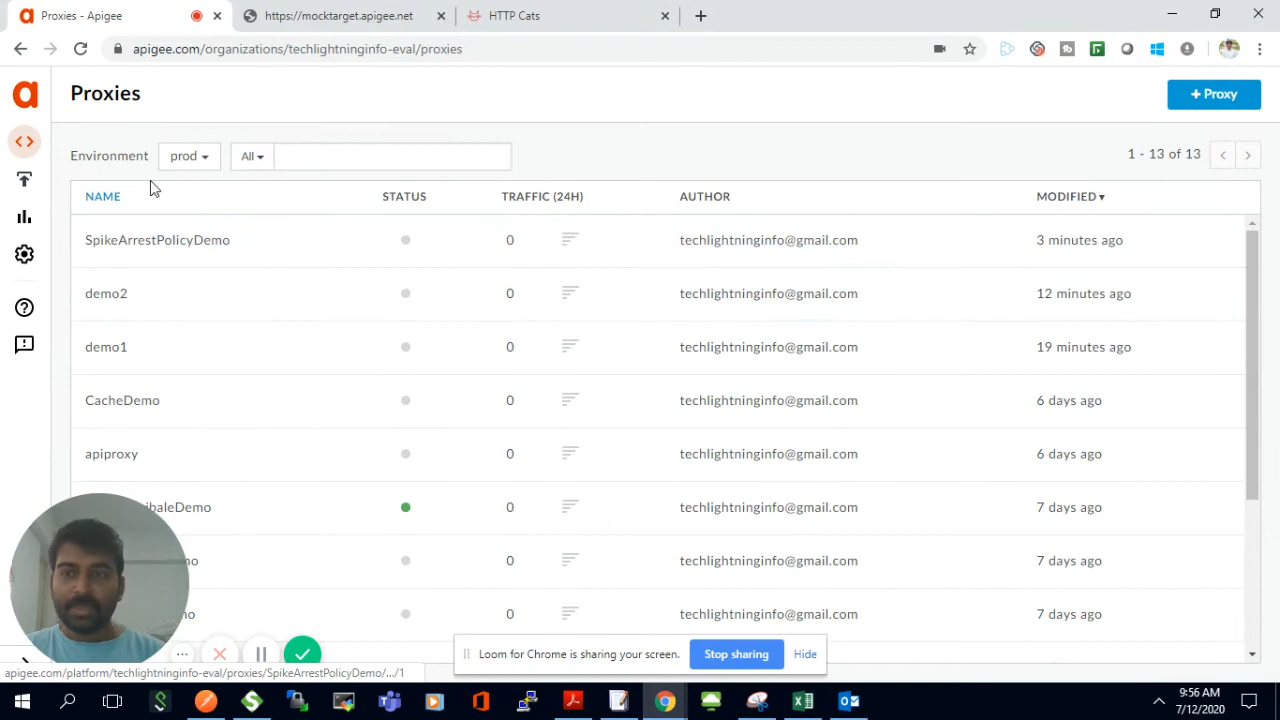 Proxies - Apigee
https://mocktarget.apigee.net
HTTP Cats
apigee.com/organizations/techlightninginfo-eval/proxies
Proxies
+ Proxy
Environment prod All
1 - 13 of 13
NAME STATUS TRAFFIC (24H) AUTHOR MODIFIED
SpikeArrestPolicyDemo 0 techlightninginfo@gmail.com 3 minutes ago
demo2 0 techlightninginfo@gmail.com 12 minutes ago
demo1 0 techlightninginfo@gmail.com 19 minutes ago
CacheDemo 0 techlightninginfo@gmail.com 6 days ago
apiproxy 0 techlightninginfo@gmail.com 6 days ago
0 techlightninginfo@gmail.com 7 days ago
0 techlightninginfo@gmail.com 7 days ago
0 techlightninginfo@gmail.com 7 days ago
Loom for Chrome is sharing your screen. Stop sharing Hide
apigee.com/platform/techlightninginfo-eval/proxies/SpikeArrestPolicyDemo/.../1
9:56 AM
7/12/2020